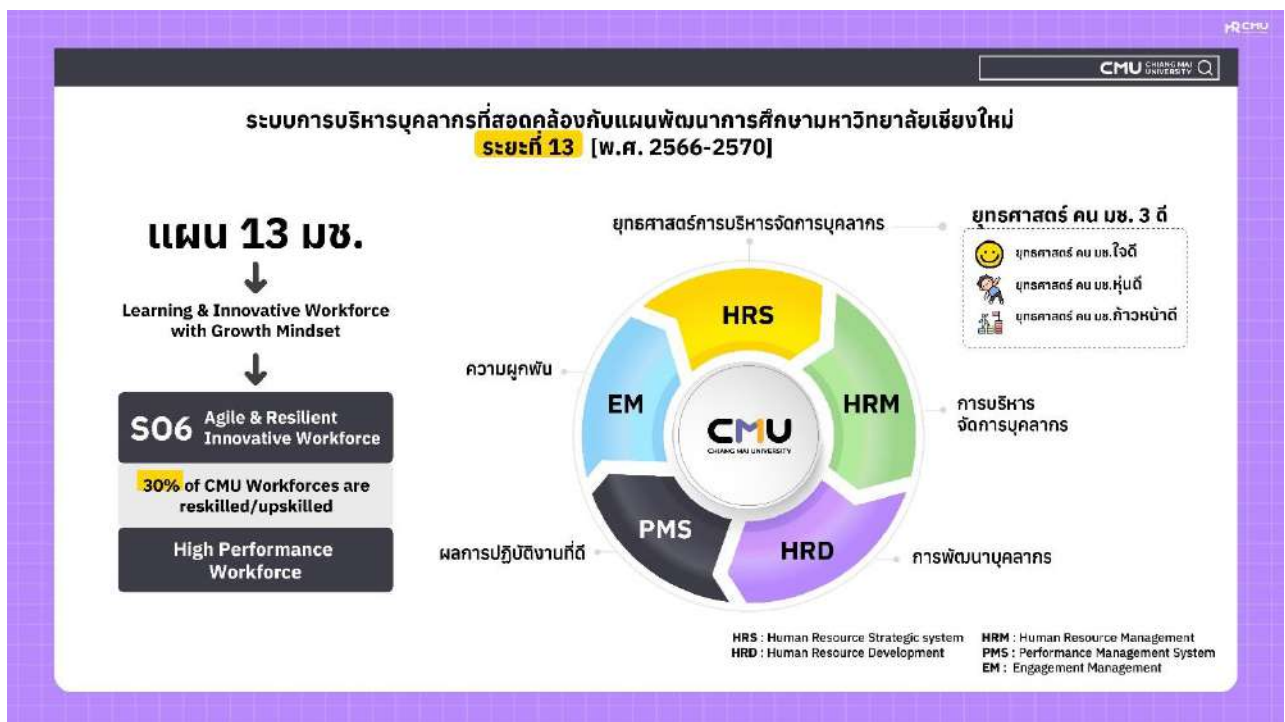 HR CMU
CMU CHIANG MAI UNIVERSITY
ระบบการบริหารบุคลากรที่สอดคล้องกับแผนพัฒนาการศึกษามหาวิทยาลัยเชียงใหม่
ระยะที่ 13 [พ.ศ. 2566-2570]
แผน 13 มช.
Learning & Innovative Workforce
with Growth Mindset
SO6 Agile & Resilient
Innovative Workforce
30% of CMU Workforces are
reskilled/upskilled
High Performance
Workforce
ยุทธศาสตร์การบริหารจัดการบุคลากร
ยุทธศาสตร์ คน มช. 3 ดี
ยุทธศาสตร์ คน มช.ใจดี
ยุทธศาสตร์ คน มช.หุ่นดี
ยุทธศาสตร์ คน มช.ก้าวหน้าดี
HRS
ความผูกพัน
EM
HRM
การบริหาร
จัดการบุคลากร
CMU
CHIANG MAI UNIVERSITY
PMS
HRD
ผลการปฏิบัติงานที่ดี
การพัฒนาบุคลากร
HRS : Human Resource Strategic system
HRM : Human Resource Management
HRD : Human Resource Development
PMS : Performance Management System
EM : Engagement Management